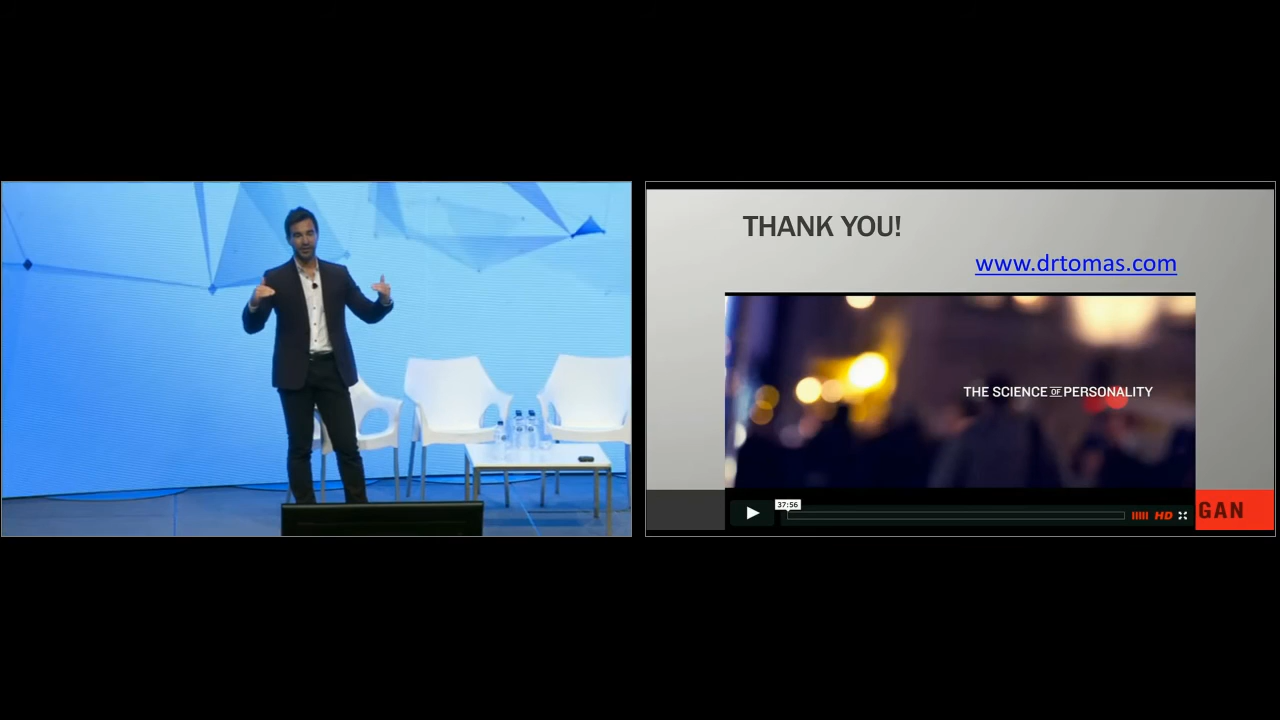 THANK YOU!
www.drtomas.com
THE SCIENCE OF PERSONALITY
37:56
HD
GAN